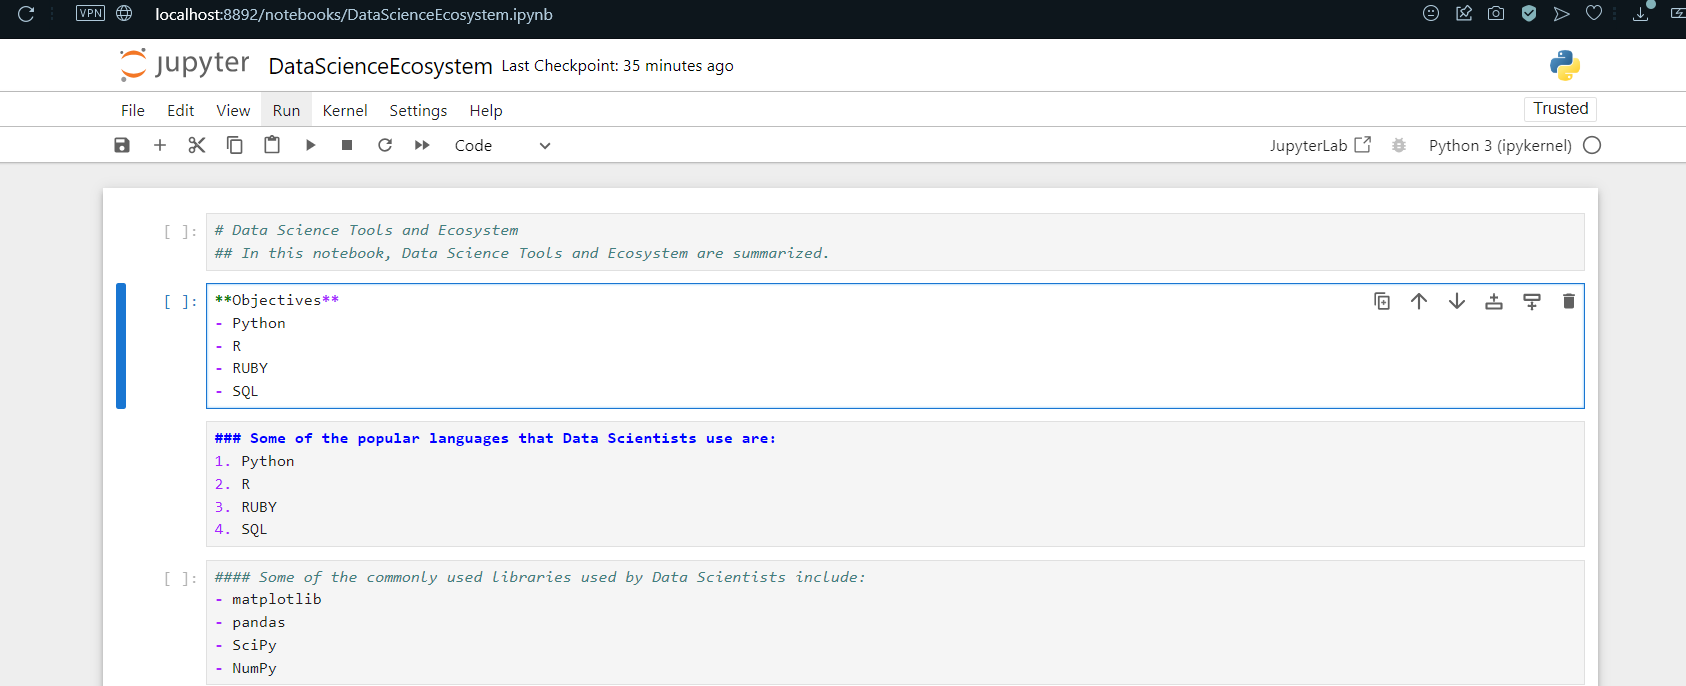 VPN localhost:8892/notebooks/DataScienceEcosystem.ipynb
jupyter DataScienceEcosystem Last Checkpoint: 35 minutes ago
File Edit View Run Kernel Settings Help Trusted
Code JupyterLab Python 3 (ipykernel)
[ ]: # Data Science Tools and Ecosystem
## In this notebook, Data Science Tools and Ecosystem are summarized.
[ ]: **Objectives**
- Python
- R
- RUBY
- SQL
### Some of the popular languages that Data Scientists use are:
1. Python
2. R
3. RUBY
4. SQL
[ ]: #### Some of the commonly used libraries used by Data Scientists include:
- matplotlib
- pandas
- SciPy
- NumPy